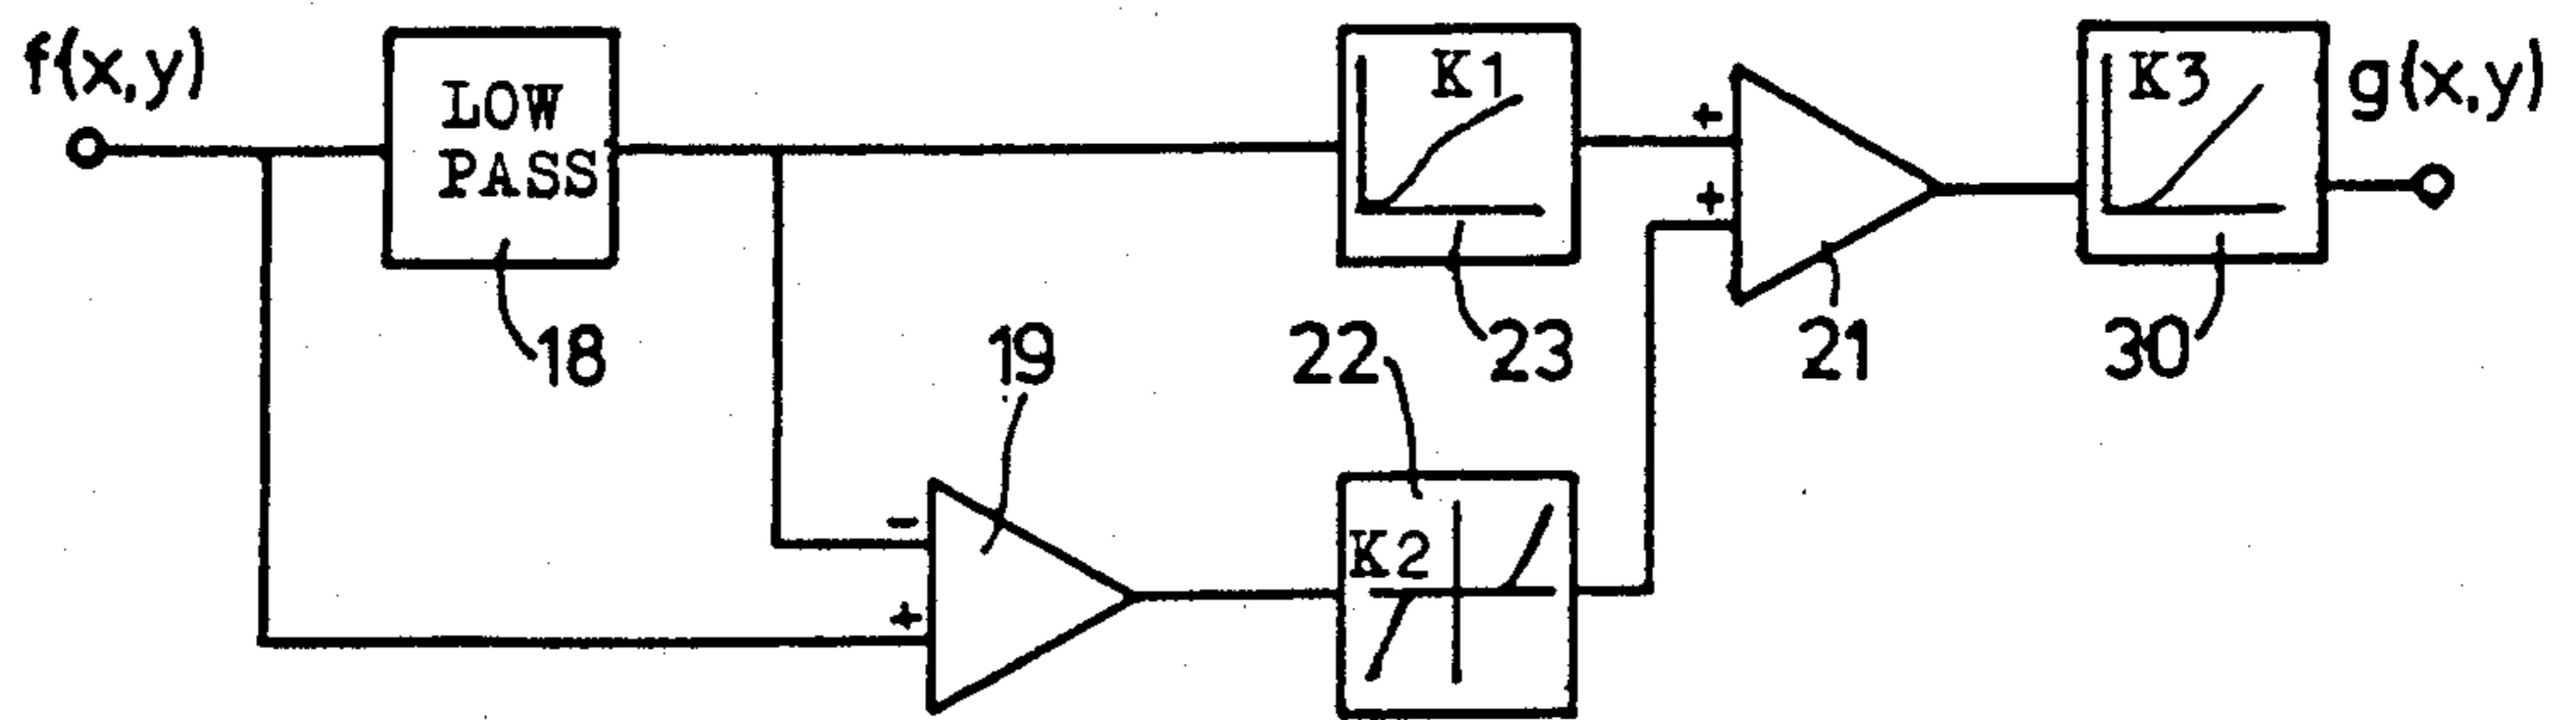 f(x,y)
LOW
PASS
K1
+
+
K3
g(x,y)
18
19
22
23
21
30
-
+
K2